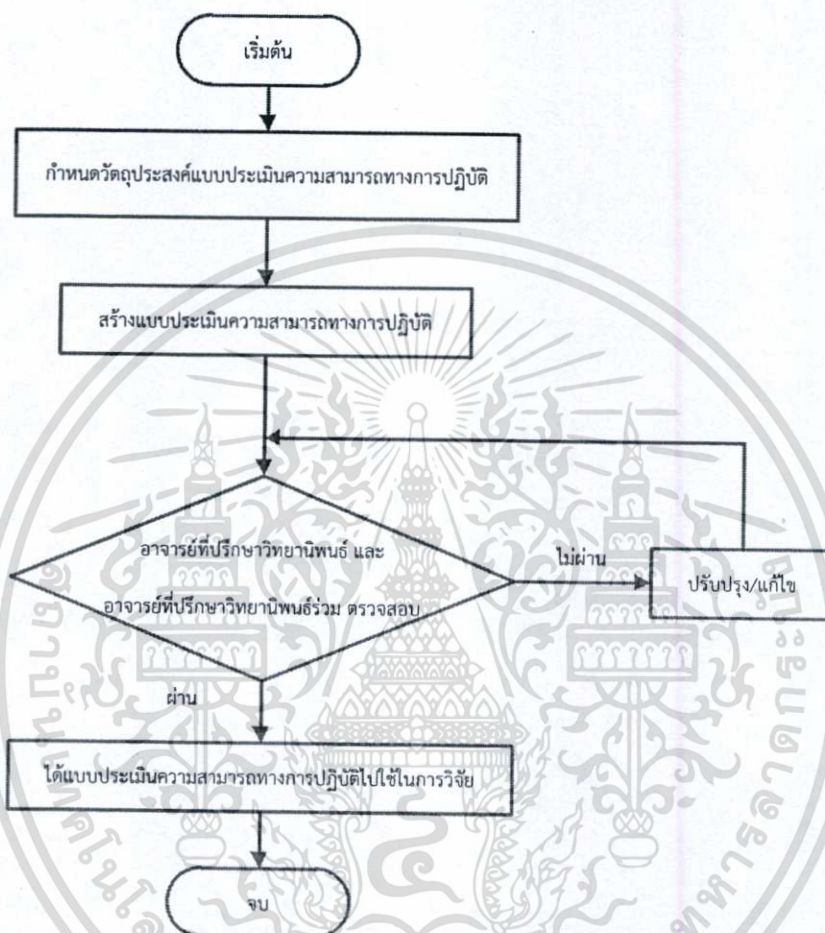 เริ่มต้น
กำหนดวัตถุประสงค์แบบประเมินความสามารถทางการปฏิบัติ
สร้างแบบประเมินความสามารถทางการปฏิบัติ
อาจารย์ที่ปรึกษาวิทยานิพนธ์ และ
อาจารย์ที่ปรึกษาวิทยานิพนธ์ร่วม ตรวจสอบ
ไม่ผ่าน
ปรับปรุง/แก้ไข
ผ่าน
ได้แบบประเมินความสามารถทางการปฏิบัติไปใช้ในการวิจัย
จบ